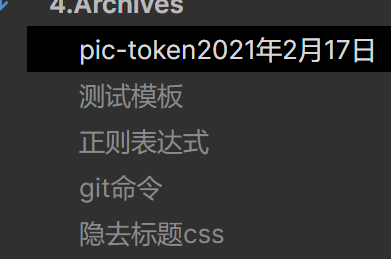 4.Archives
pic-token2021年2月17日
测试模板
正则表达式
git命令
隐去标题css